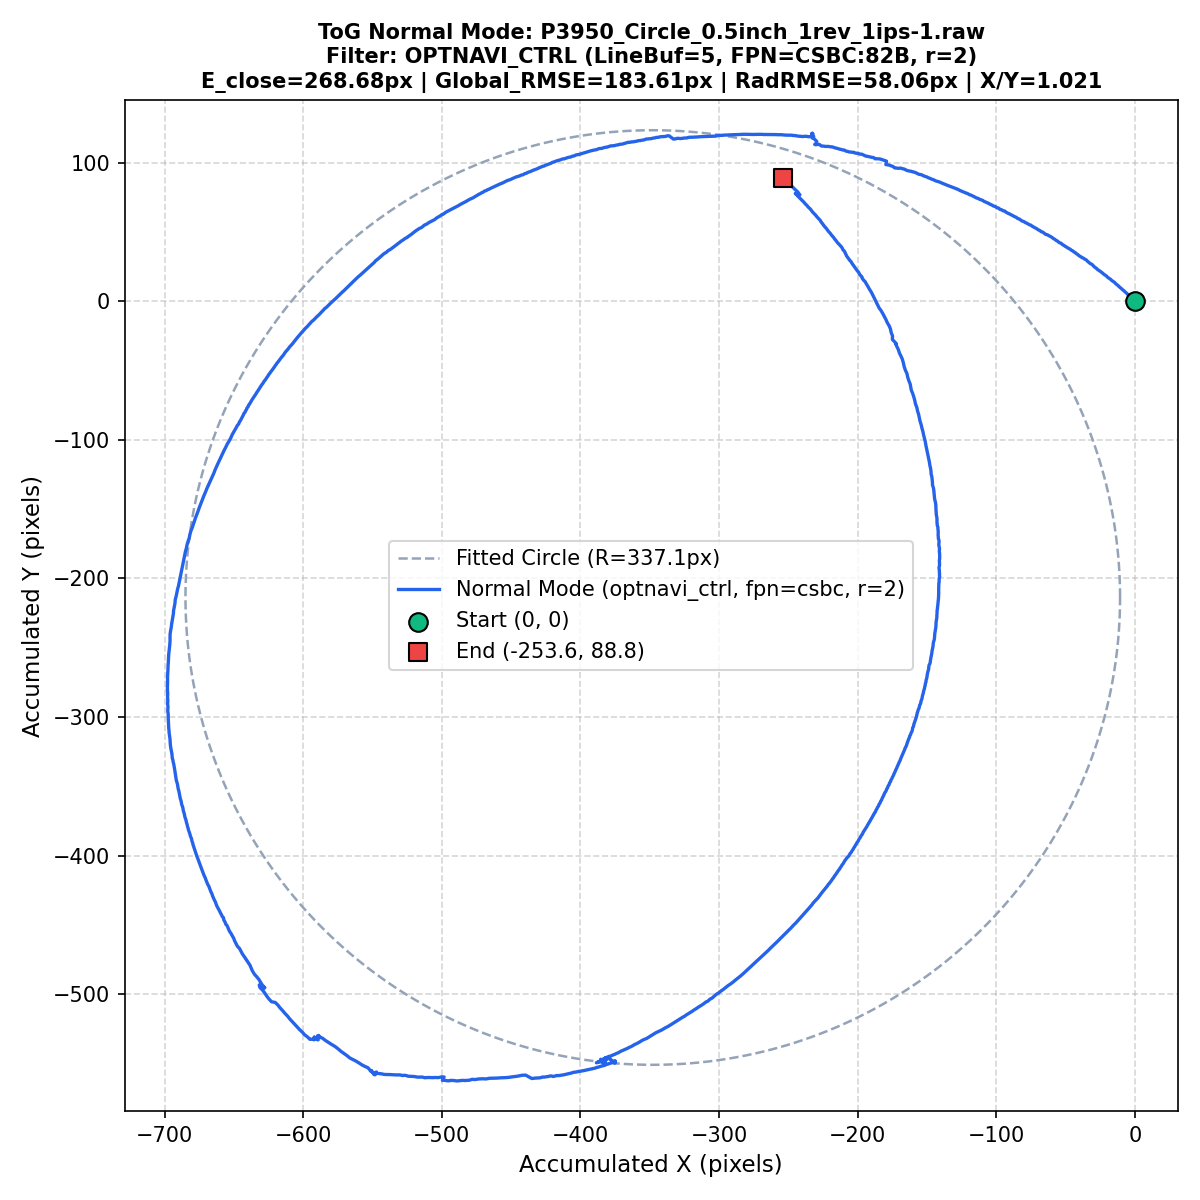 ToG Normal Mode: P3950_Circle_0.5inch_1rev_1ips-1.raw
Filter: OPTNAVI_CTRL (LineBuf=5, FPN=CSBC:82B, r=2)
E_close=268.68px | Global_RMSE=183.61px | RadRMSE=58.06px | X/Y=1.021
Accumulated Y (pixels)
100
0
−100
−200
−300
−400
−500
Fitted Circle (R=337.1px)
Normal Mode (optnavi_ctrl, fpn=csbc, r=2)
Start (0, 0)
End (-253.6, 88.8)
−700 −600 −500 −400 −300 −200 −100 0
Accumulated X (pixels)